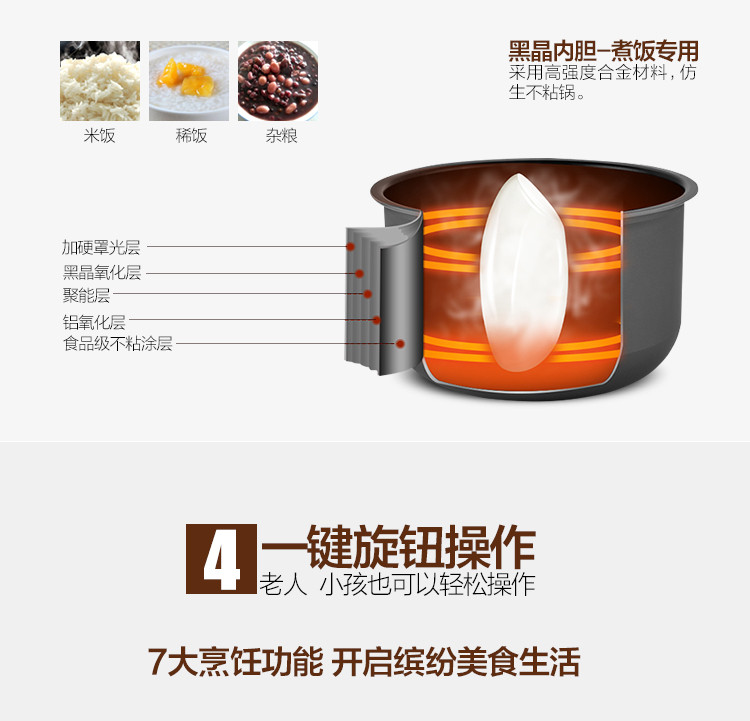 黑晶内胆-煮饭专用
采用高强度合金材料，仿
生不粘锅。
米饭
稀饭
杂粮
加硬罩光层
黑晶氧化层
聚能层
铝氧化层
食品级不粘涂层
4
一键旋钮操作
老人 小孩也可以轻松操作
7大烹饪功能 开启缤纷美食生活